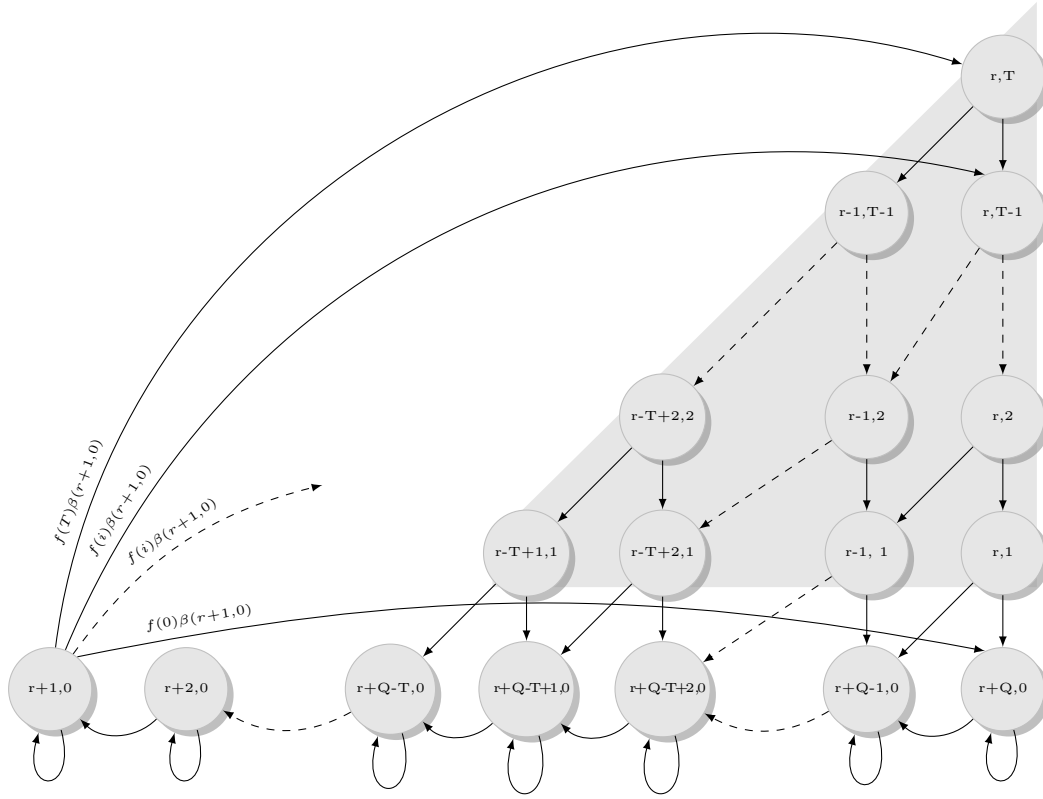 r,T
r-1,T-1
r,T-1
r-T+2,2
r-1,2
r,2
f(T)β(r+1,0)
f(i)β(r+1,0)
f(i)β(r+1,0)
r-T+1,1
r-T+2,1
r-1, 1
r,1
f(0)β(r+1,0)
r+1,0
r+2,0
r+Q-T,0
r+Q-T+1,0
r+Q-T+2,0
r+Q-1,0
r+Q,0